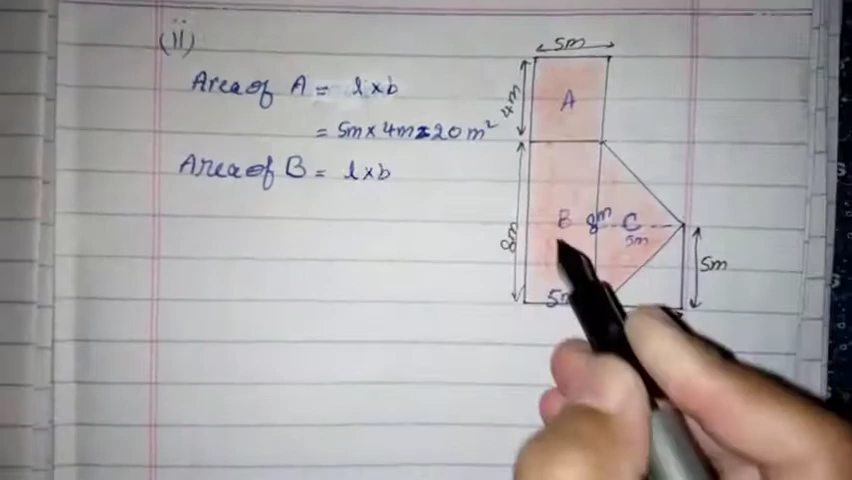 (ii)
5m
Area of A = l×b
4m
A
= 5m × 4m = 20 m²
Area of B = l×b
8m
B
8m
C
5m
5m